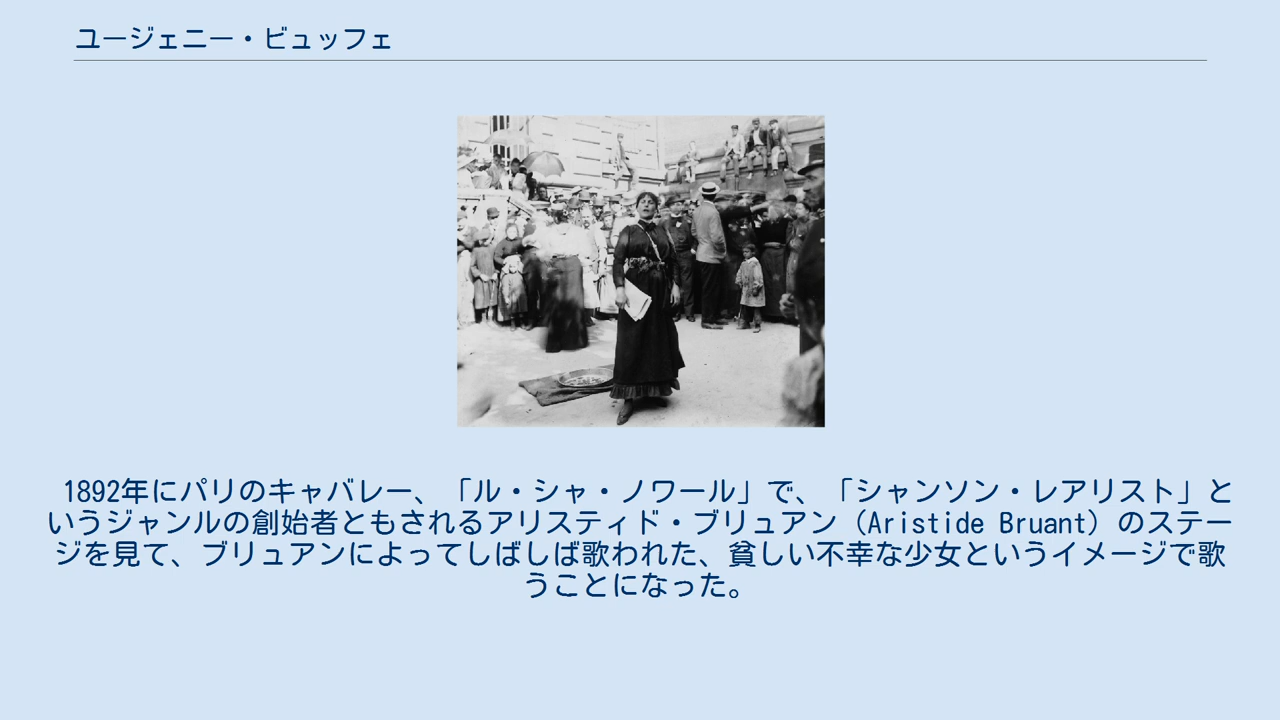 ユージェニー・ビュッフェ
1892年にパリのキャバレー、「ル・シャ・ノワール」で、「シャンソン・レアリスト」と
いうジャンルの創始者ともされるアリスティド・ブリュアン（Aristide Bruant）のステー
ジを見て、ブリュアンによってしばしば歌われた、貧しい不幸な少女というイメージで歌
うことになった。